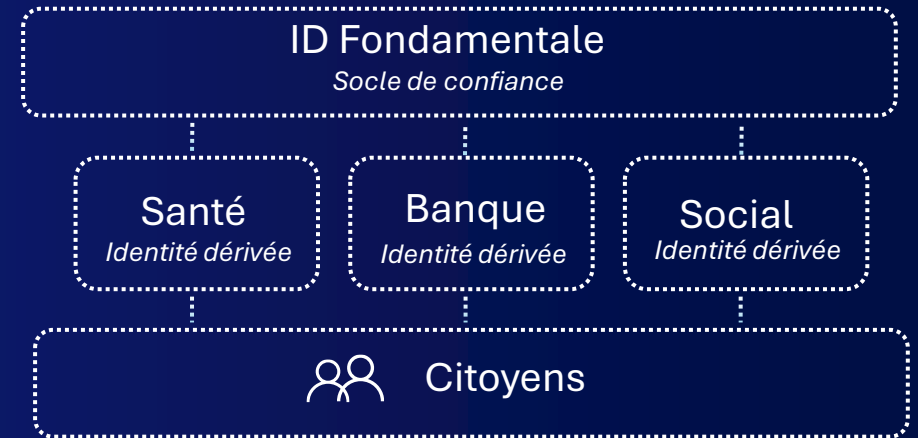 ID Fondamentale
Socle de confiance
Santé
Identité dérivée
Banque
Identité dérivée
Social
Identité dérivée
Citoyens